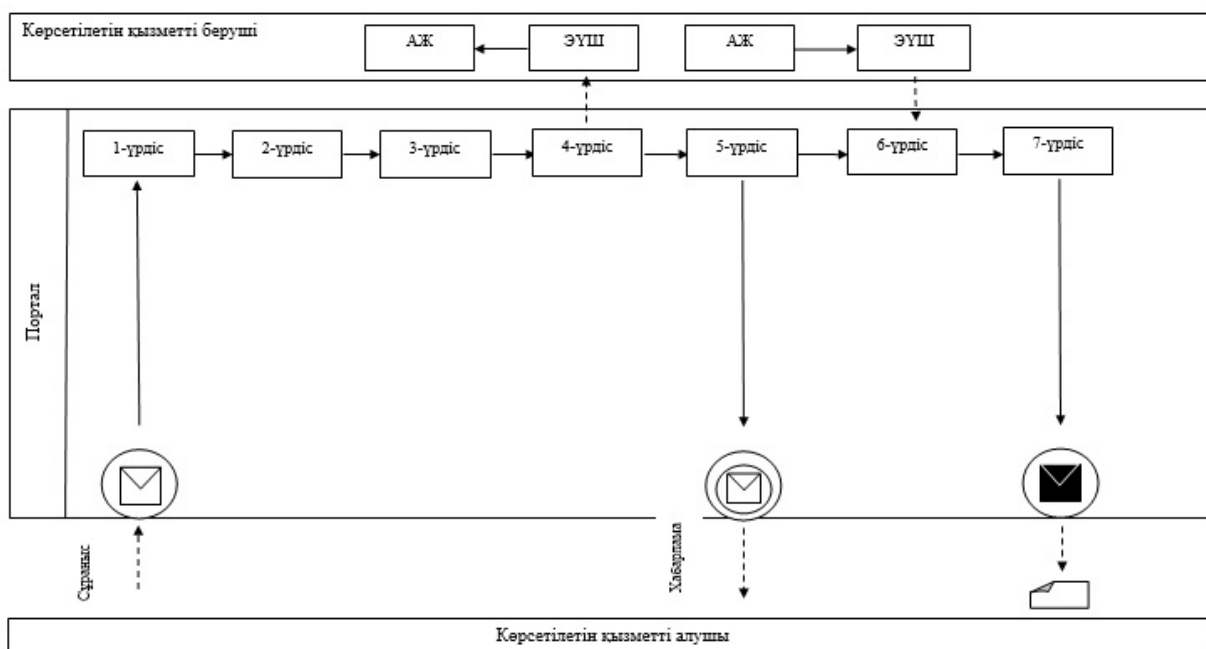 Көрсетілетін қызметті беруші
АЖ
ЭҮШ
АЖ
ЭҮШ
Портал
1-үрдіс
2-үрдіс
3-үрдіс
4-үрдіс
5-үрдіс
6-үрдіс
7-үрдіс
Сұраныс
Хабарлама
Көрсетілетін қызметті алушы